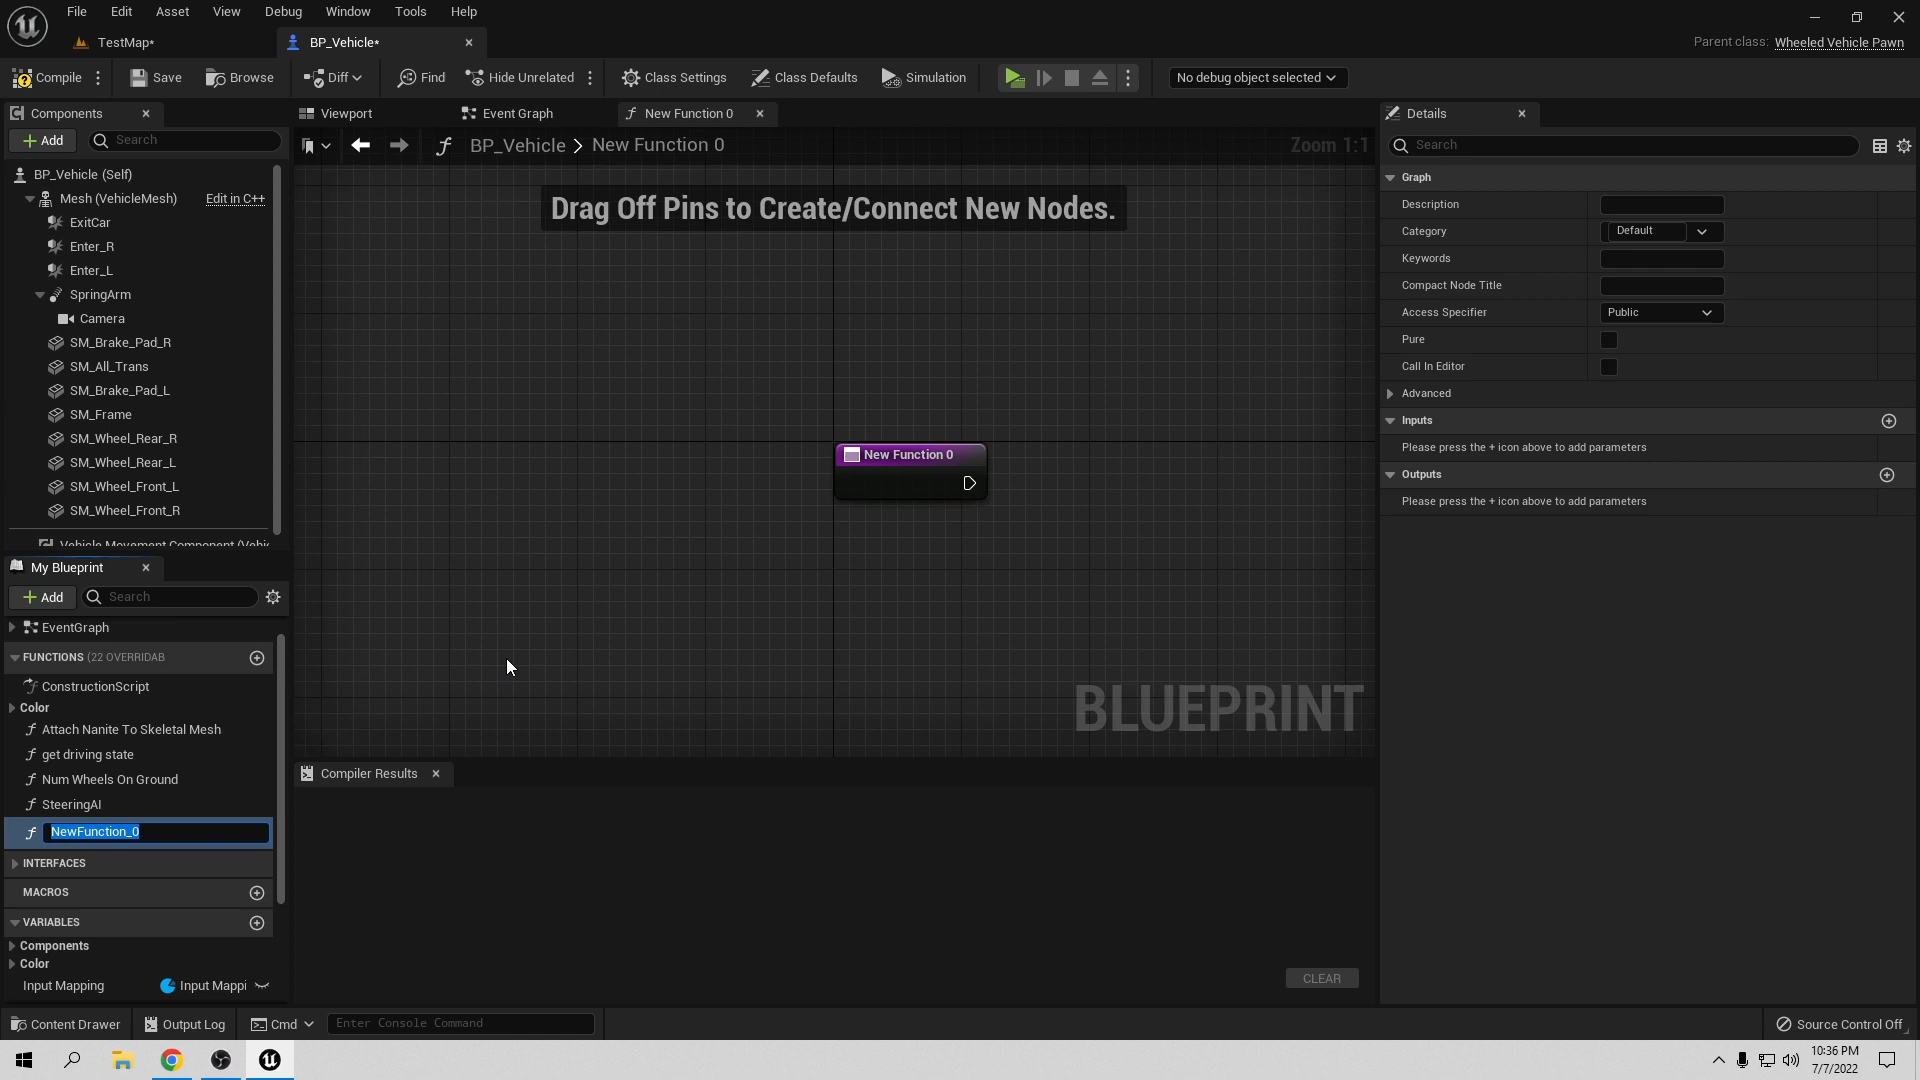 File Edit Asset View Debug Window Tools Help
TestMap*
BP_Vehicle*
Parent class: Wheeled Vehicle Pawn
Compile Save Browse Diff Find Hide Unrelated Class Settings Class Defaults Simulation No debug object selected
Components
Add Search
BP_Vehicle (Self)
Mesh (VehicleMesh) Edit in C++
ExitCar
Enter_R
Enter_L
SpringArm
Camera
SM_Brake_Pad_R
SM_All_Trans
SM_Brake_Pad_L
SM_Frame
SM_Wheel_Rear_R
SM_Wheel_Rear_L
SM_Wheel_Front_L
SM_Wheel_Front_R
Vehicle Movement Component (Vehic
My Blueprint
Add Search
EventGraph
FUNCTIONS (22 OVERRIDAB
ConstructionScript
Color
Attach Nanite To Skeletal Mesh
get driving state
Num Wheels On Ground
SteeringAI
NewFunction_0
INTERFACES
MACROS
VARIABLES
Components
Color
Input Mapping Input Mappi
Viewport Event Graph New Function 0
BP_Vehicle > New Function 0
Zoom 1:1
Drag Off Pins to Create/Connect New Nodes.
New Function 0
BLUEPRINT
Compiler Results
CLEAR
Details
Search
Graph
Description
Category Default
Keywords
Compact Node Title
Access Specifier Public
Pure
Call In Editor
Advanced
Inputs
Please press the + icon above to add parameters
Outputs
Please press the + icon above to add parameters
Content Drawer Output Log Cmd Enter Console Command Source Control Off
10:36 PM
7/7/2022